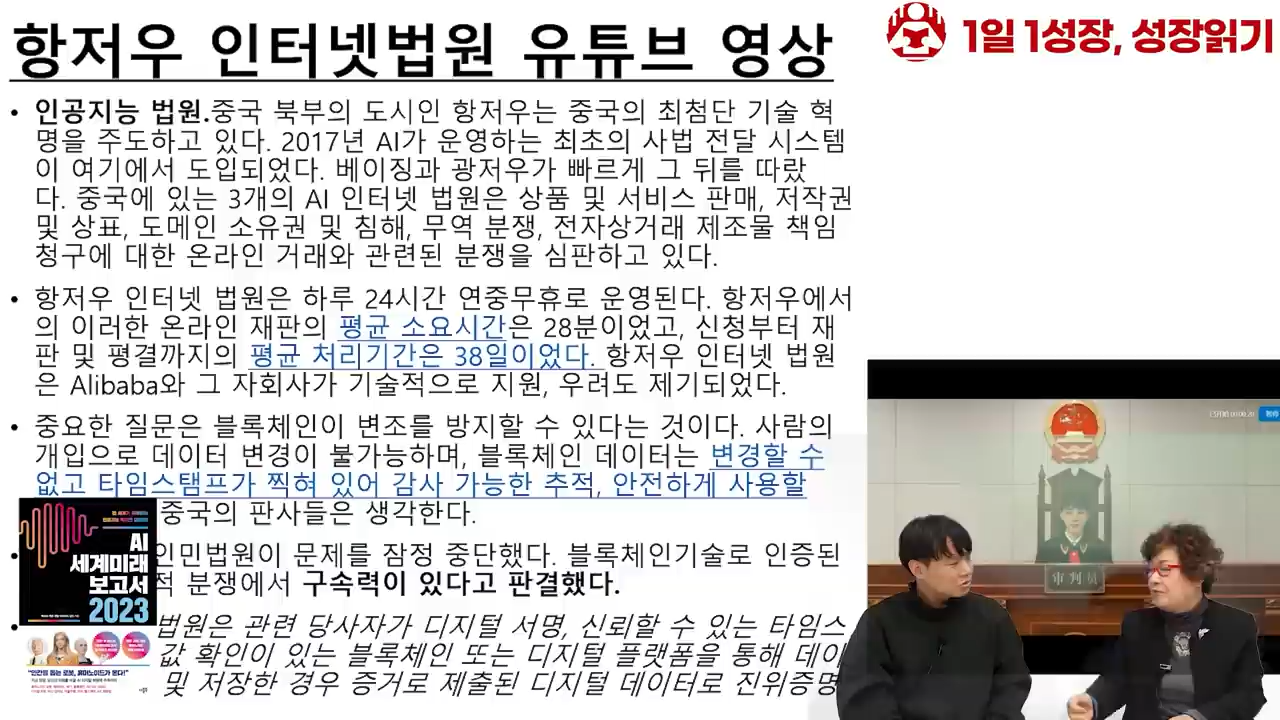 항저우 인터넷법원 유튜브 영상
1일 1성장, 성장읽기
• 인공지능 법원.중국 북부의 도시인 항저우는 중국의 최첨단 기술 혁
명을 주도하고 있다. 2017년 AI가 운영하는 최초의 사법 전달 시스템
이 여기에서 도입되었다. 베이징과 광저우가 빠르게 그 뒤를 따랐
다. 중국에 있는 3개의 AI 인터넷 법원은 상품 및 서비스 판매, 저작권
및 상표, 도메인 소유권 및 침해, 무역 분쟁, 전자상거래 제조물 책임
청구에 대한 온라인 거래와 관련된 분쟁을 심판하고 있다.
• 항저우 인터넷 법원은 하루 24시간 연중무휴로 운영된다. 항저우에서
의 이러한 온라인 재판의 평균 소요시간은 28분이었고, 신청부터 재
판 및 평결까지의 평균 처리기간은 38일이었다. 항저우 인터넷 법원
은 Alibaba와 그 자회사가 기술적으로 지원, 우려도 제기되었다.
• 중요한 질문은 블록체인이 변조를 방지할 수 있다는 것이다. 사람의
개입으로 데이터 변경이 불가능하며, 블록체인 데이터는 변경할 수
없고 타임스탬프가 찍혀 있어 감사 가능한 추적, 안전하게 사용할
중국의 판사들은 생각한다.
인민법원이 문제를 잠정 중단했다. 블록체인기술로 인증된
적 분쟁에서 구속력이 있다고 판결했다.
법원은 관련 당사자가 디지털 서명, 신뢰할 수 있는 타임스
값 확인이 있는 블록체인 또는 디지털 플랫폼을 통해 데이
및 저장한 경우 증거로 제출된 디지털 데이터로 진위증명
AI
세계미래
보고서
2023
"인간을 돕는 로봇, 휴머노이드가 온다!"
审判员